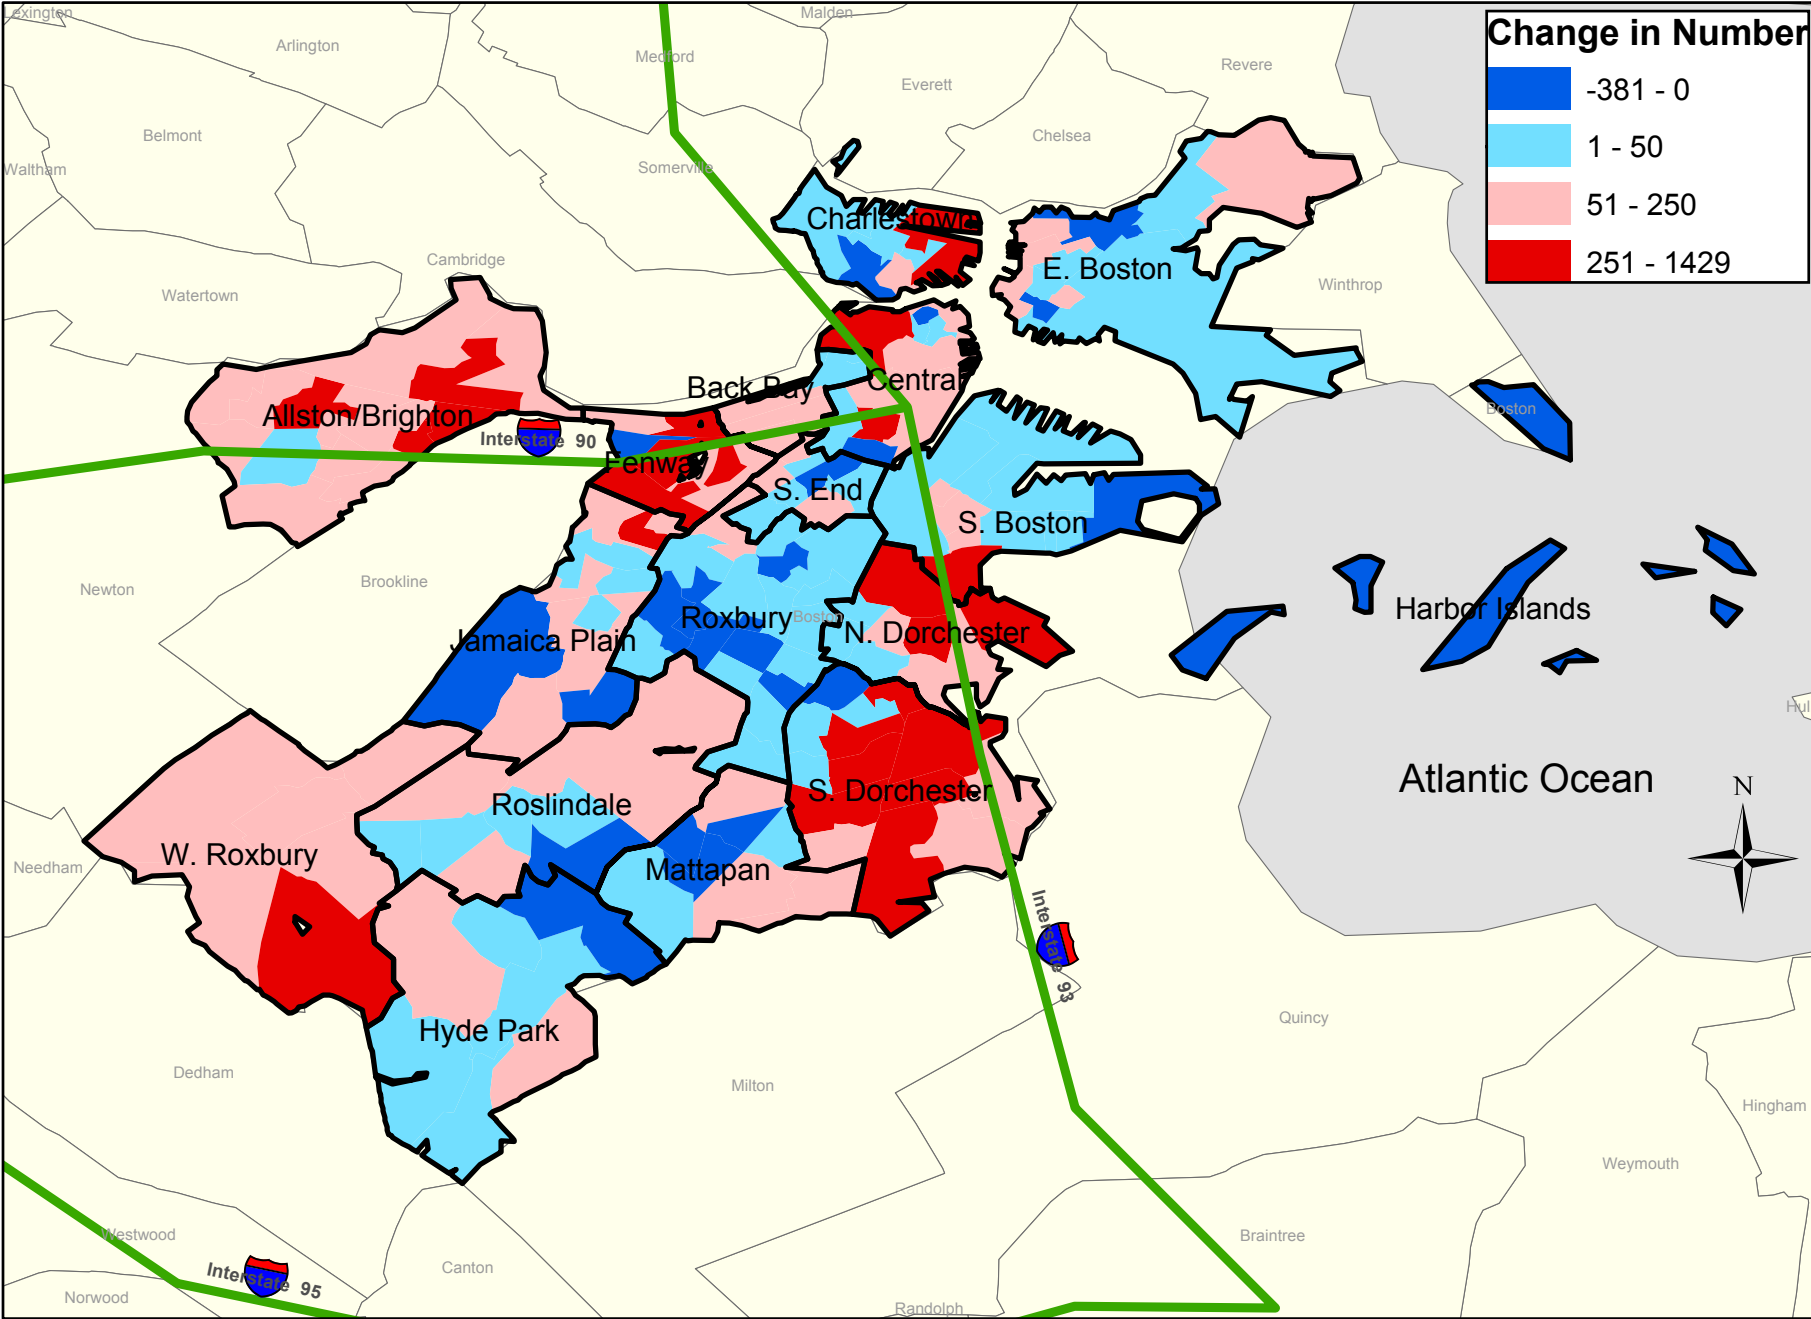 Lexington
Malden
Arlington
Medford
Everett
Revere
Change in Number
-381 - 0
1 - 50
51 - 250
251 - 1429
Belmont
Chelsea
Waltham
Somerville
Charlestown
Cambridge
E. Boston
Winthrop
Watertown
Back Bay
Central
Boston
Allston/Brighton
Interstate 90
Fenway
S. End
S. Boston
Newton
Brookline
Roxbury
Boston
N. Dorchester
Harbor Islands
Jamaica Plain
Hul
Atlantic Ocean
N
Roslindale
S. Dorchester
W. Roxbury
Mattapan
Needham
Interstate 93
Hyde Park
Quincy
Dedham
Milton
Hingham
Weymouth
Westwood
Braintree
Canton
Interstate 95
Norwood
Randolph